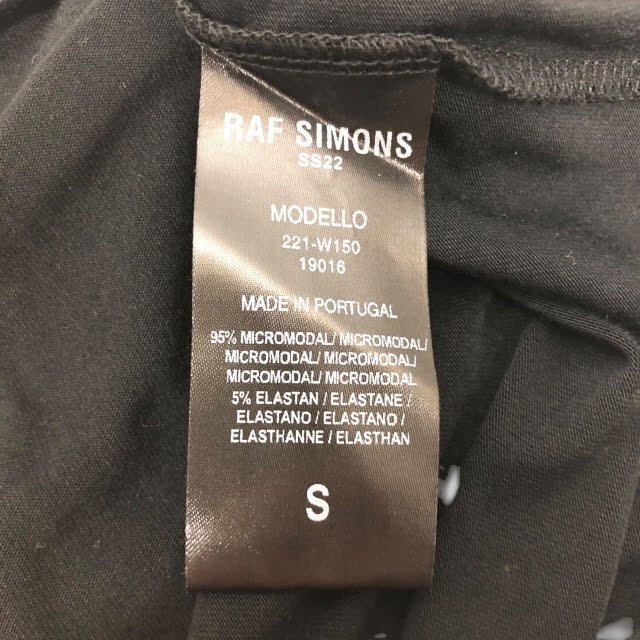 RAF SIMONS
SS22
MODELLO
221-W150
19016
MADE IN PORTUGAL
95% MICROMODAL/ MICROMODAL/
MICROMODAL/ MICROMODAL/
MICROMODAL/ MICROMODAL
5% ELASTAN / ELASTANE /
ELASTANO / ELASTANO /
ELASTHANNE / ELASTHAN
S